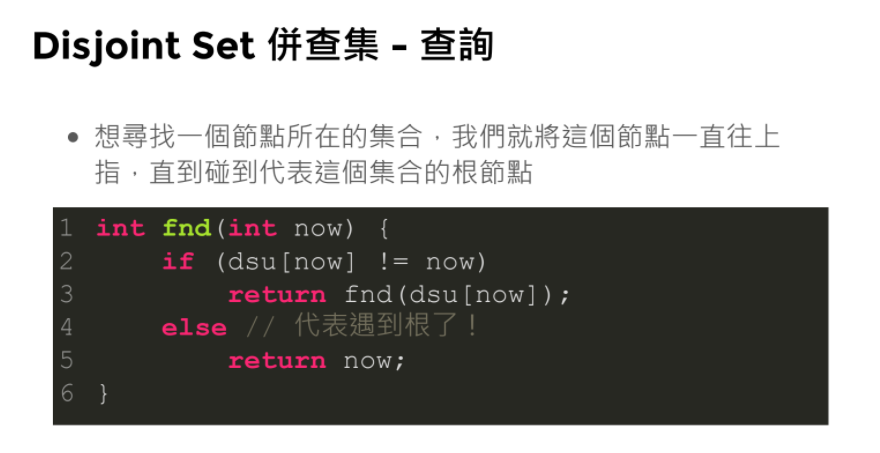 Disjoint Set 併查集 - 查詢
● 想尋找一個節點所在的集合，我們就將這個節點一直往上
指，直到碰到代表這個集合的根節點
1 int fnd(int now) {
2     if (dsu[now] != now)
3         return fnd(dsu[now]);
4     else // 代表遇到根了！
5         return now;
6 }